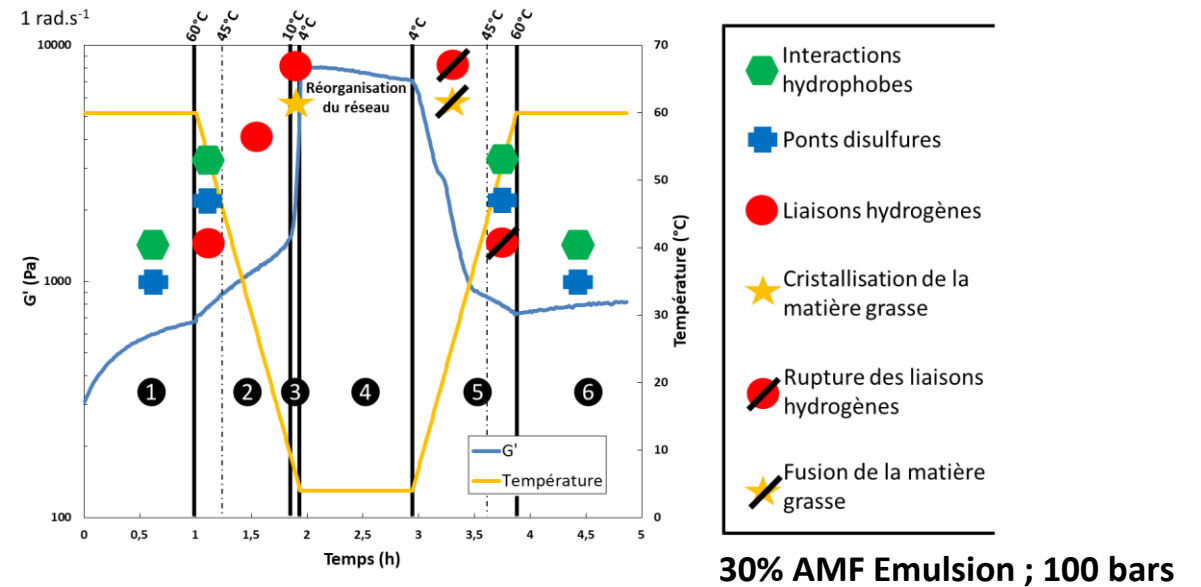 1 rad.s⁻¹
60°C
45°C
10°C
4°C
4°C
45°C
60°C
10000
1000
100
G' (Pa)
70
60
50
40
30
20
10
0
Température (°C)
Réorganisation
du réseau
1
2
3
4
5
6
G'
Température
0
0,5
1
1,5
2
2,5
3
3,5
4
4,5
5
Temps (h)
Interactions
hydrophobes
Ponts disulfures
Liaisons hydrogènes
Cristallisation de la
matière grasse
Rupture des liaisons
hydrogènes
Fusion de la matière
grasse
30% AMF Emulsion ; 100 bars